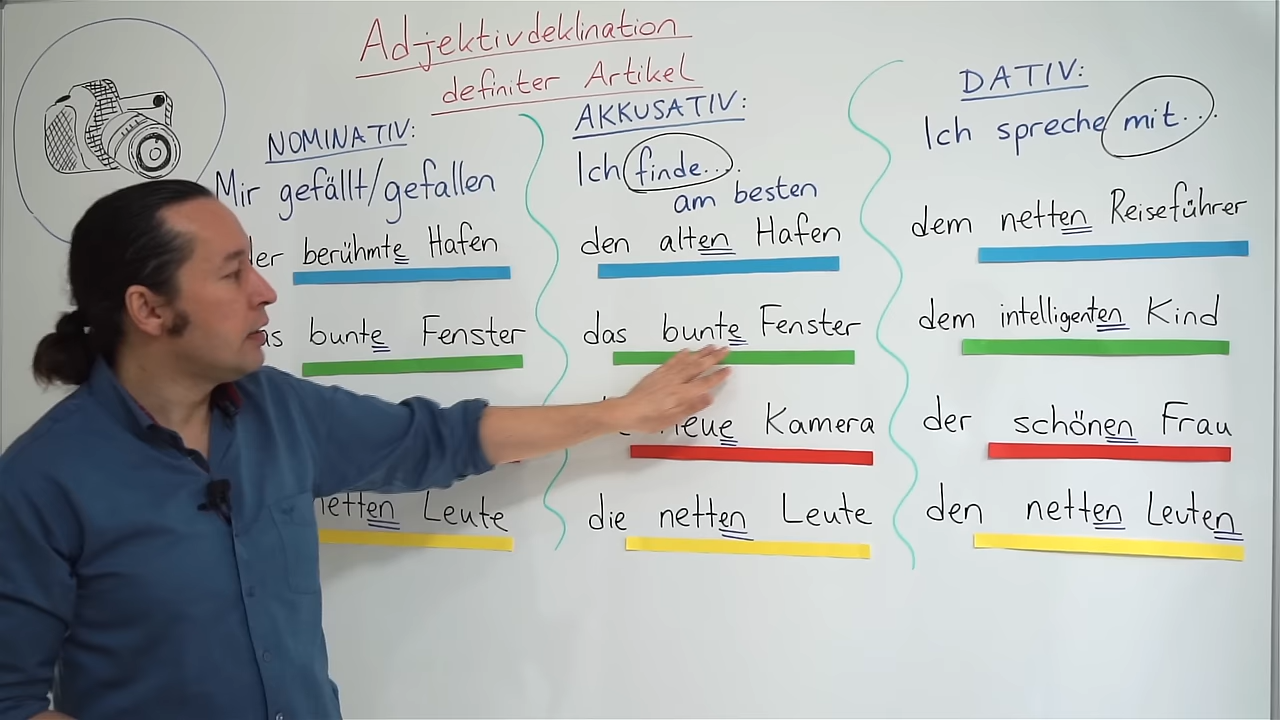 Adjektivdeklination
definiter Artikel
NOMINATIV:
Mir gefällt/gefallen
berühmte Hafen
bunte Fenster
netten Leute
AKKUSATIV:
Ich finde...
am besten
den alten Hafen
das bunte Fenster
neue Kamera
die netten Leute
DATIV:
Ich spreche mit...
dem netten Reiseführer
dem intelligenten Kind
der schönen Frau
den netten Leuten